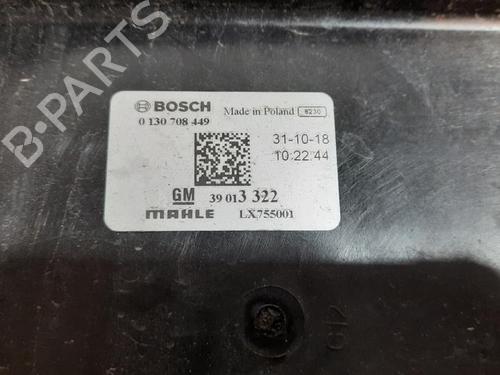 BOSCH Made in Poland 6230
0 130 708 449
31-10-18
10:22:44
GM 39 013 322
MAHLE LX755001
B-PARTS